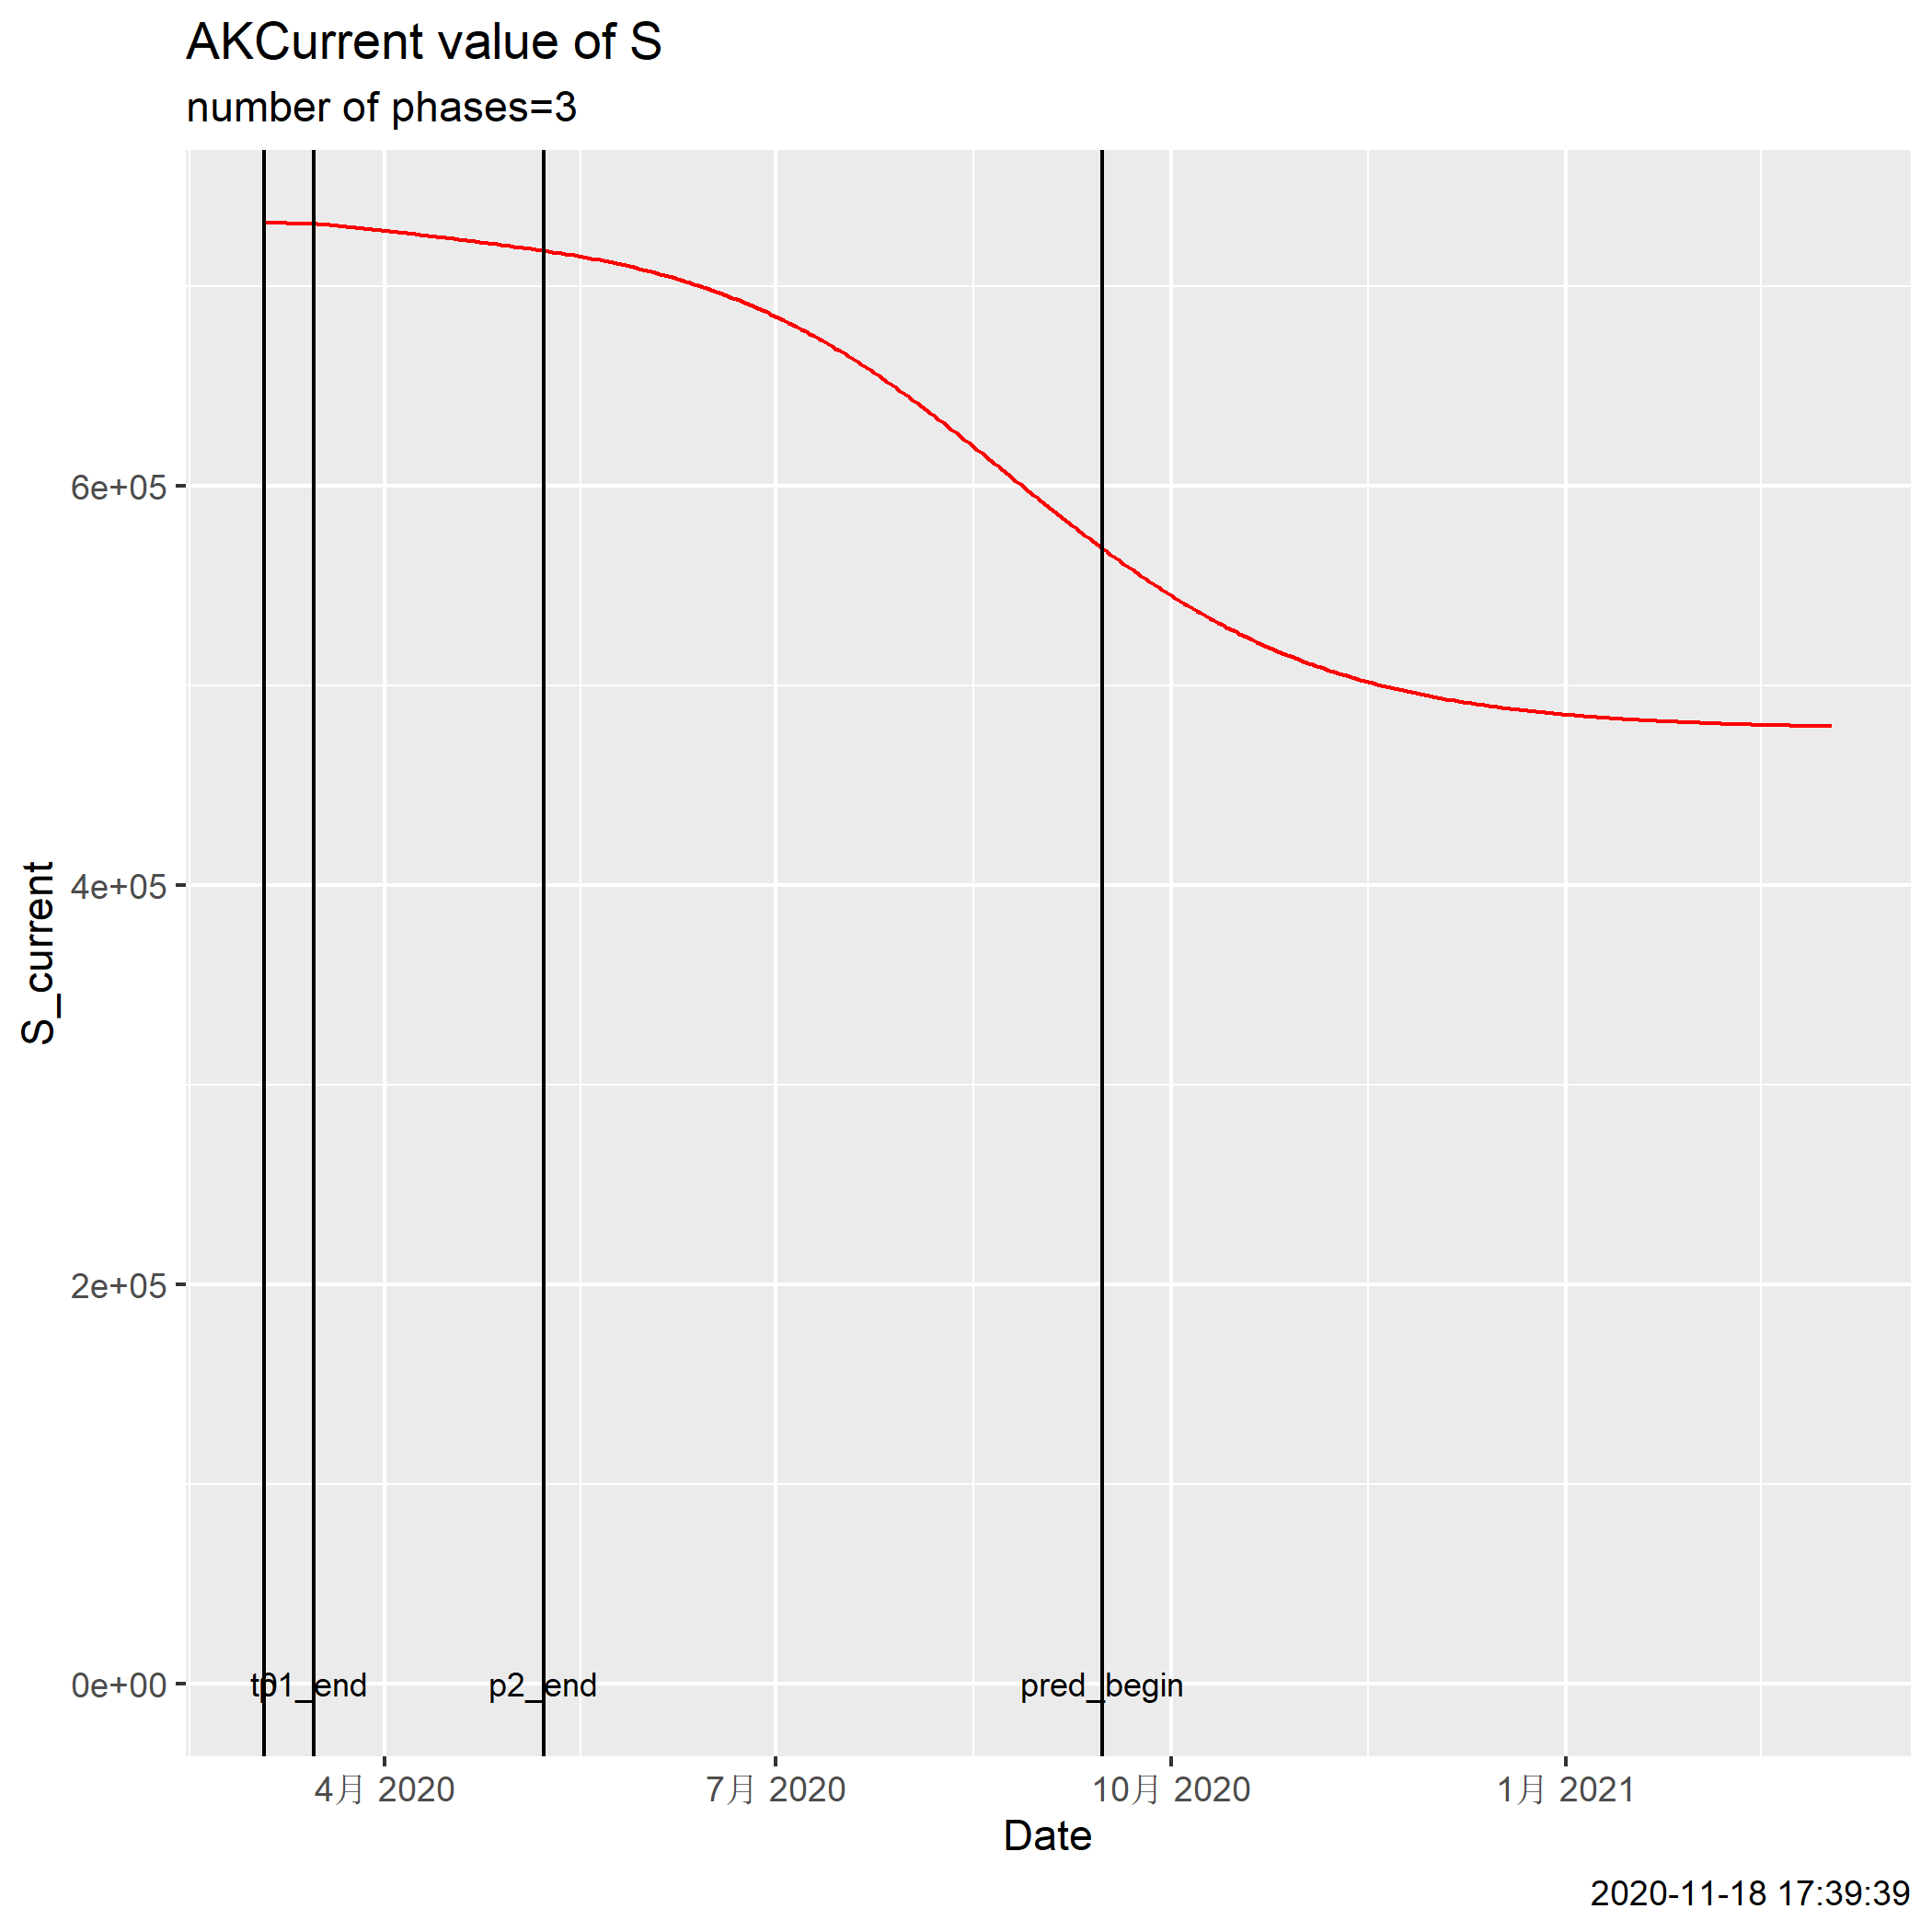 AKCurrent value of S
number of phases=3
S_current
6e+05
4e+05
2e+05
0e+00
p1_end
p2_end
pred_begin
4月 2020
7月 2020
10月 2020
1月 2021
Date
2020-11-18 17:39:39